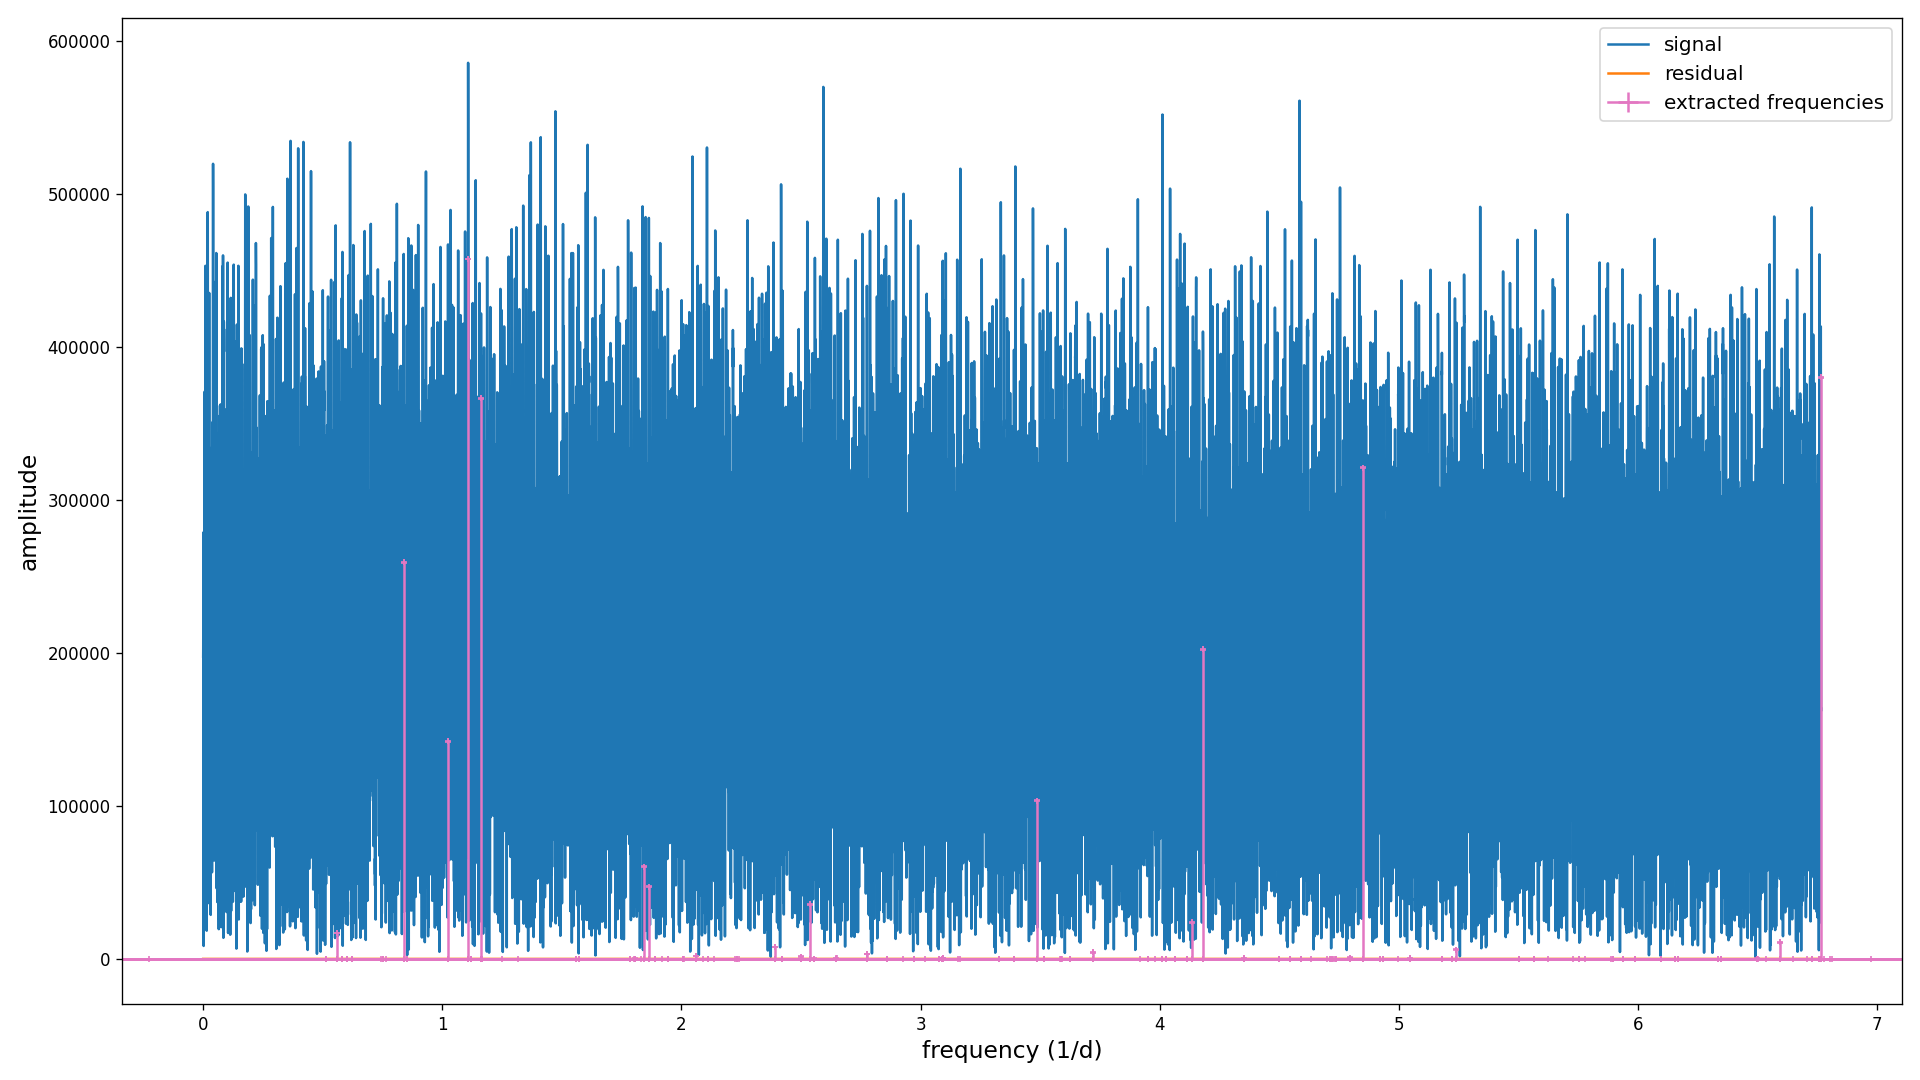 600000
500000
400000
300000
200000
100000
0
amplitude
signal
residual
extracted frequencies
0 1 2 3 4 5 6 7
frequency (1/d)